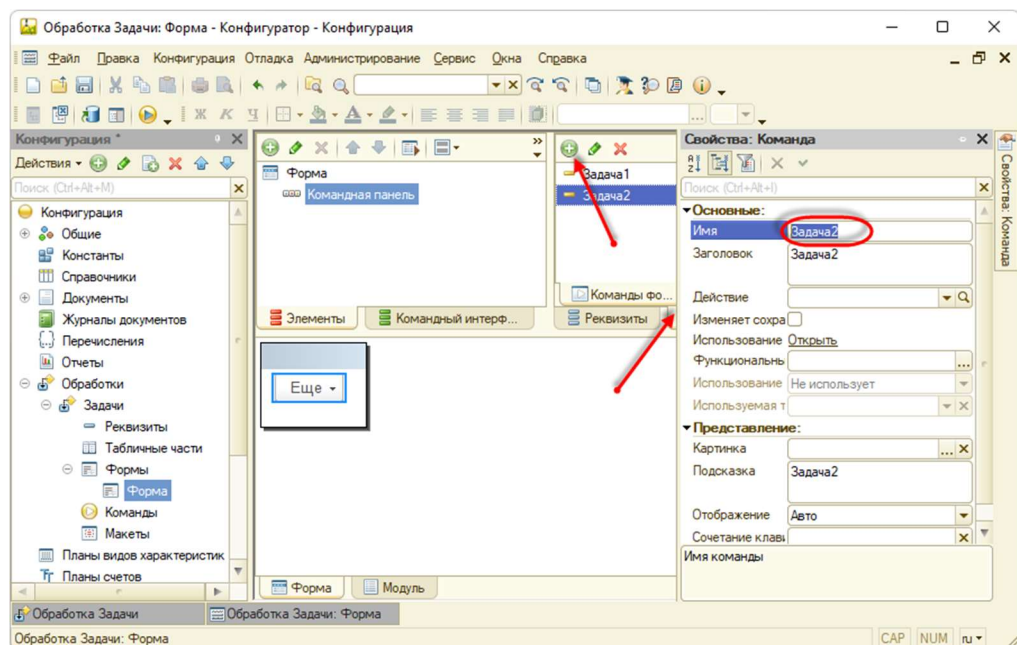 Обработка Задачи: Форма - Конфигуратор - Конфигурация
Файл Правка Конфигурация Отладка Администрирование Сервис Окна Справка
Конфигурация *
Действия
Поиск (Ctrl+Alt+M)
Конфигурация
Общие
Константы
Справочники
Документы
Журналы документов
Перечисления
Отчеты
Обработки
Задачи
Реквизиты
Табличные части
Формы
Форма
Команды
Макеты
Планы видов характеристик
Планы счетов
Форма
Командная панель
Элементы Командный интерф...
Задача1
Задача2
Команды фо...
Реквизиты
Еще
Форма Модуль
Свойства: Команда
Поиск (Ctrl+Alt+I)
Основные:
Имя Задача2
Заголовок Задача2
Действие
Изменяет сохра
Использование Открыть
Функциональнь
Использование Не использует
Используемая т
Представление:
Картинка
Подсказка Задача2
Отображение Авто
Сочетание клави
Имя команды
Свойства: Команда
Обработка Задачи Обработка Задачи: Форма
Обработка Задачи: Форма CAP NUM ru